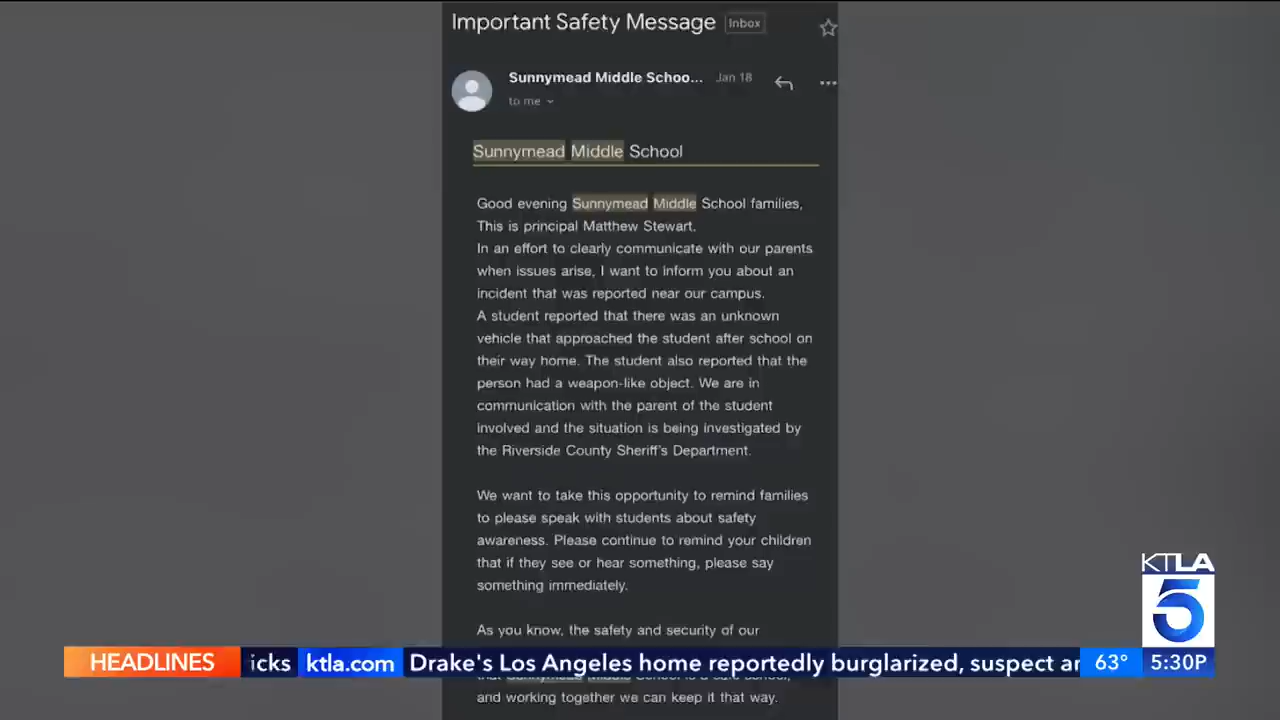 Important Safety Message Inbox
Sunnymead Middle Schoo... Jan 18
to me
Sunnymead Middle School
Good evening Sunnymead Middle School families,
This is principal Matthew Stewart.
In an effort to clearly communicate with our parents
when issues arise, I want to inform you about an
incident that was reported near our campus.
A student reported that there was an unknown
vehicle that approached the student after school on
their way home. The student also reported that the
person had a weapon-like object. We are in
communication with the parent of the student
involved and the situation is being investigated by
the Riverside County Sheriff's Department.
We want to take this opportunity to remind families
to please speak with students about safety
awareness. Please continue to remind your children
that if they see or hear something, please say
something immediately.
As you know, the safety and security of our
and working together we can keep it that way.
KTLA
5
HEADLINES icks ktla.com Drake's Los Angeles home reportedly burglarized, suspect 63° 5:30P